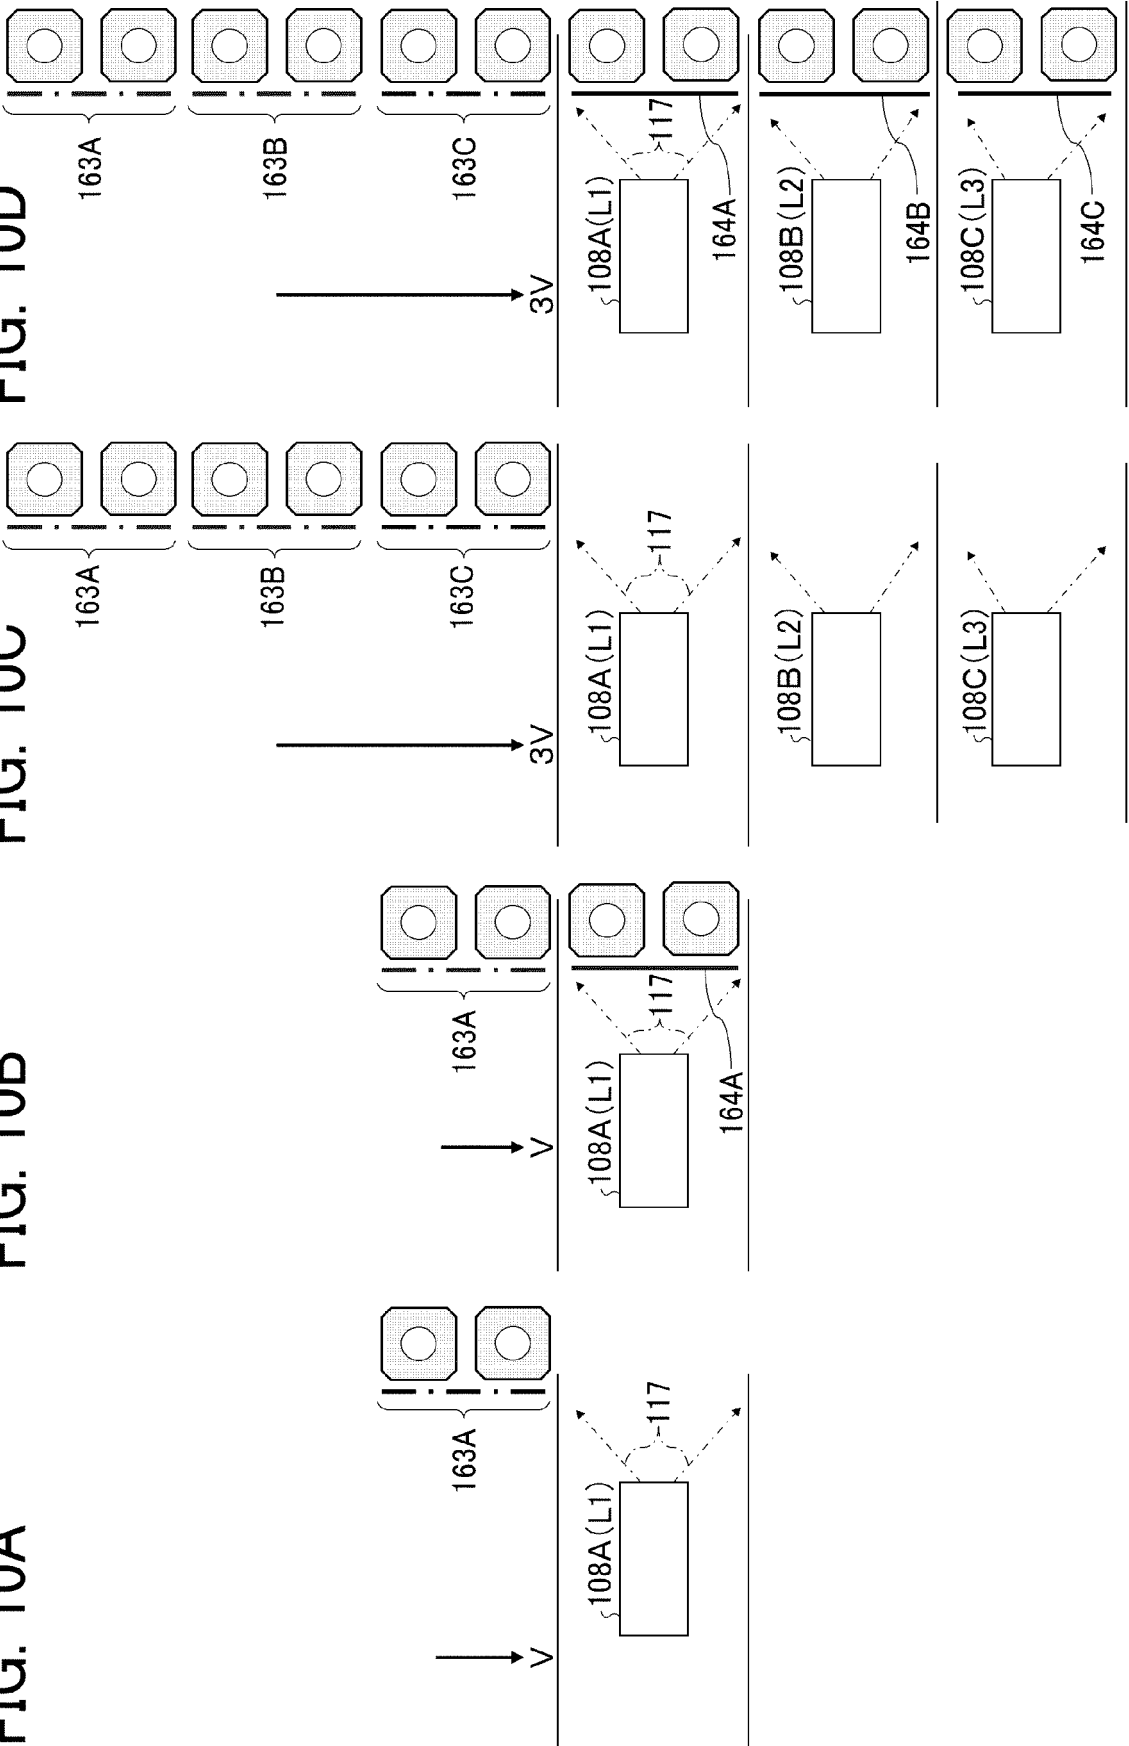 FIG. 10A
V
163A
108A(L1)
117
FIG. 10B
V
163A
108A(L1)
117
164A
FIG. 10C
3V
163A
163B
163C
108A(L1)
117
108B(L2)
108C(L3)
FIG. 10D
3V
163A
163B
163C
108A(L1)
117
164A
108B(L2)
164B
108C(L3)
164C